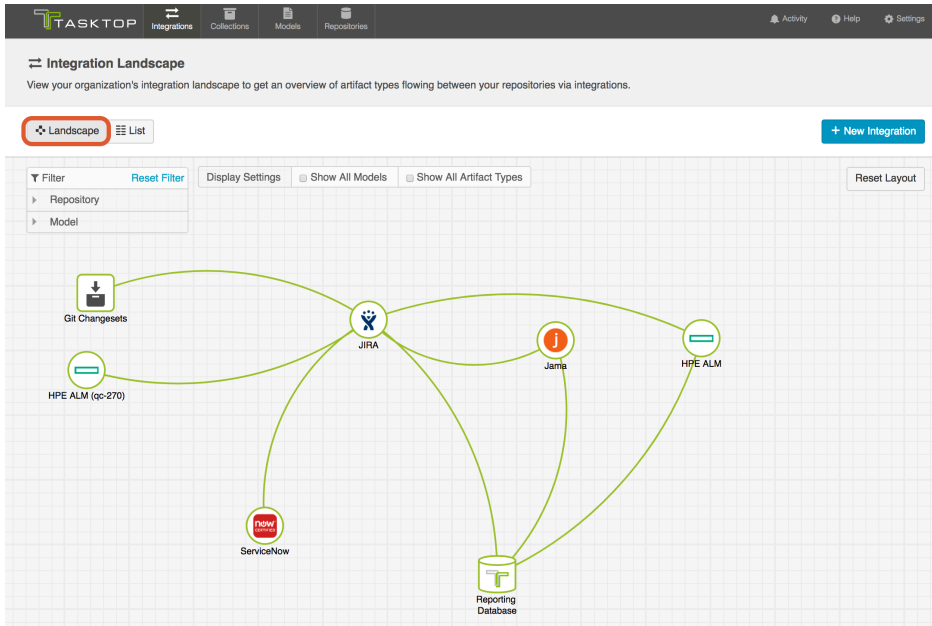 TASKTOP
Integrations
Collections
Models
Repositories
Activity
Help
Settings
Integration Landscape
View your organization's integration landscape to get an overview of artifact types flowing between your repositories via integrations.
Landscape
List
+ New Integration
Filter
Reset Filter
Repository
Model
Display Settings
Show All Models
Show All Artifact Types
Reset Layout
Git Changesets
JIRA
j
Jama
HPE ALM
HPE ALM (qc-270)
now
ServiceNow
Reporting
Database